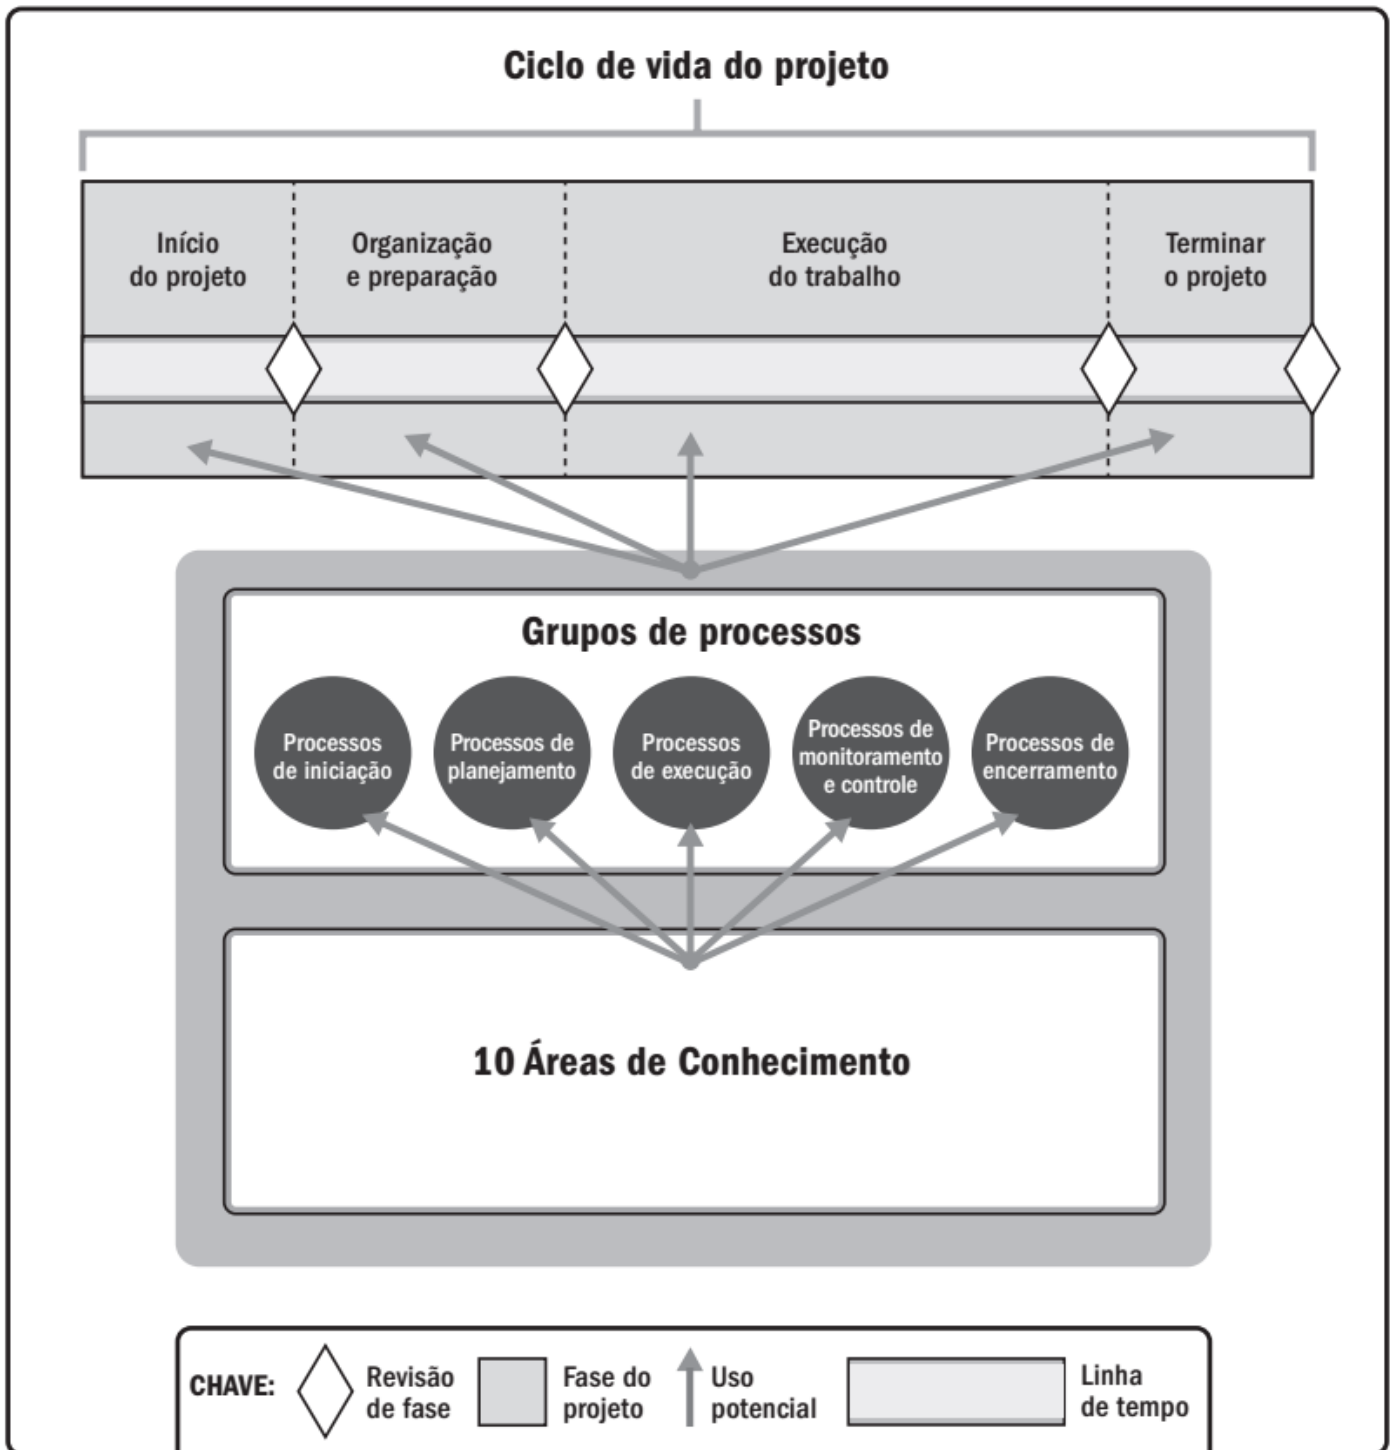 Ciclo de vida do projeto
Início
do projeto
Organização
e preparação
Execução
do trabalho
Terminar
o projeto
Grupos de processos
Processos
de iniciação
Processos de
planejamento
Processos
de execução
Processos de
monitoramento
e controle
Processos de
encerramento
10 Áreas de Conhecimento
CHAVE:
Revisão
de fase
Fase do
projeto
Uso
potencial
Linha
de tempo